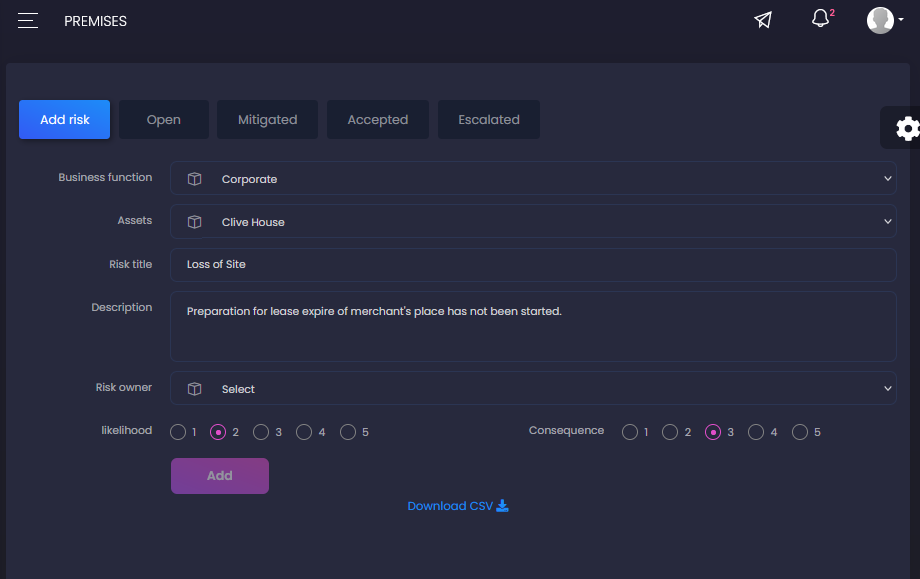 PREMISES
2
Add risk Open Mitigated Accepted Escalated
Business function Corporate
Assets Clive House
Risk title Loss of Site
Description Preparation for lease expire of merchant's place has not been started.
Risk owner Select
likelihood 1 2 3 4 5 Consequence 1 2 3 4 5
Add
Download CSV